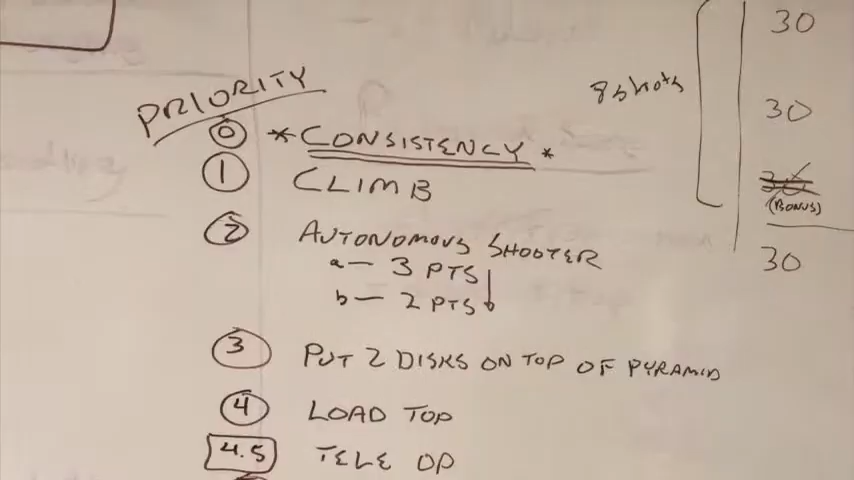 PRIORITY
0 *CONSISTENCY*
1 CLIMB
2 AUTONOMOUS SHOOTER
a - 3 PTS
b - 2 PTS
3 PUT 2 DISKS ON TOP OF PYRAMID
4 LOAD TOP
4.5 TELE OP
8 shots
30
30
(BONUS)
30